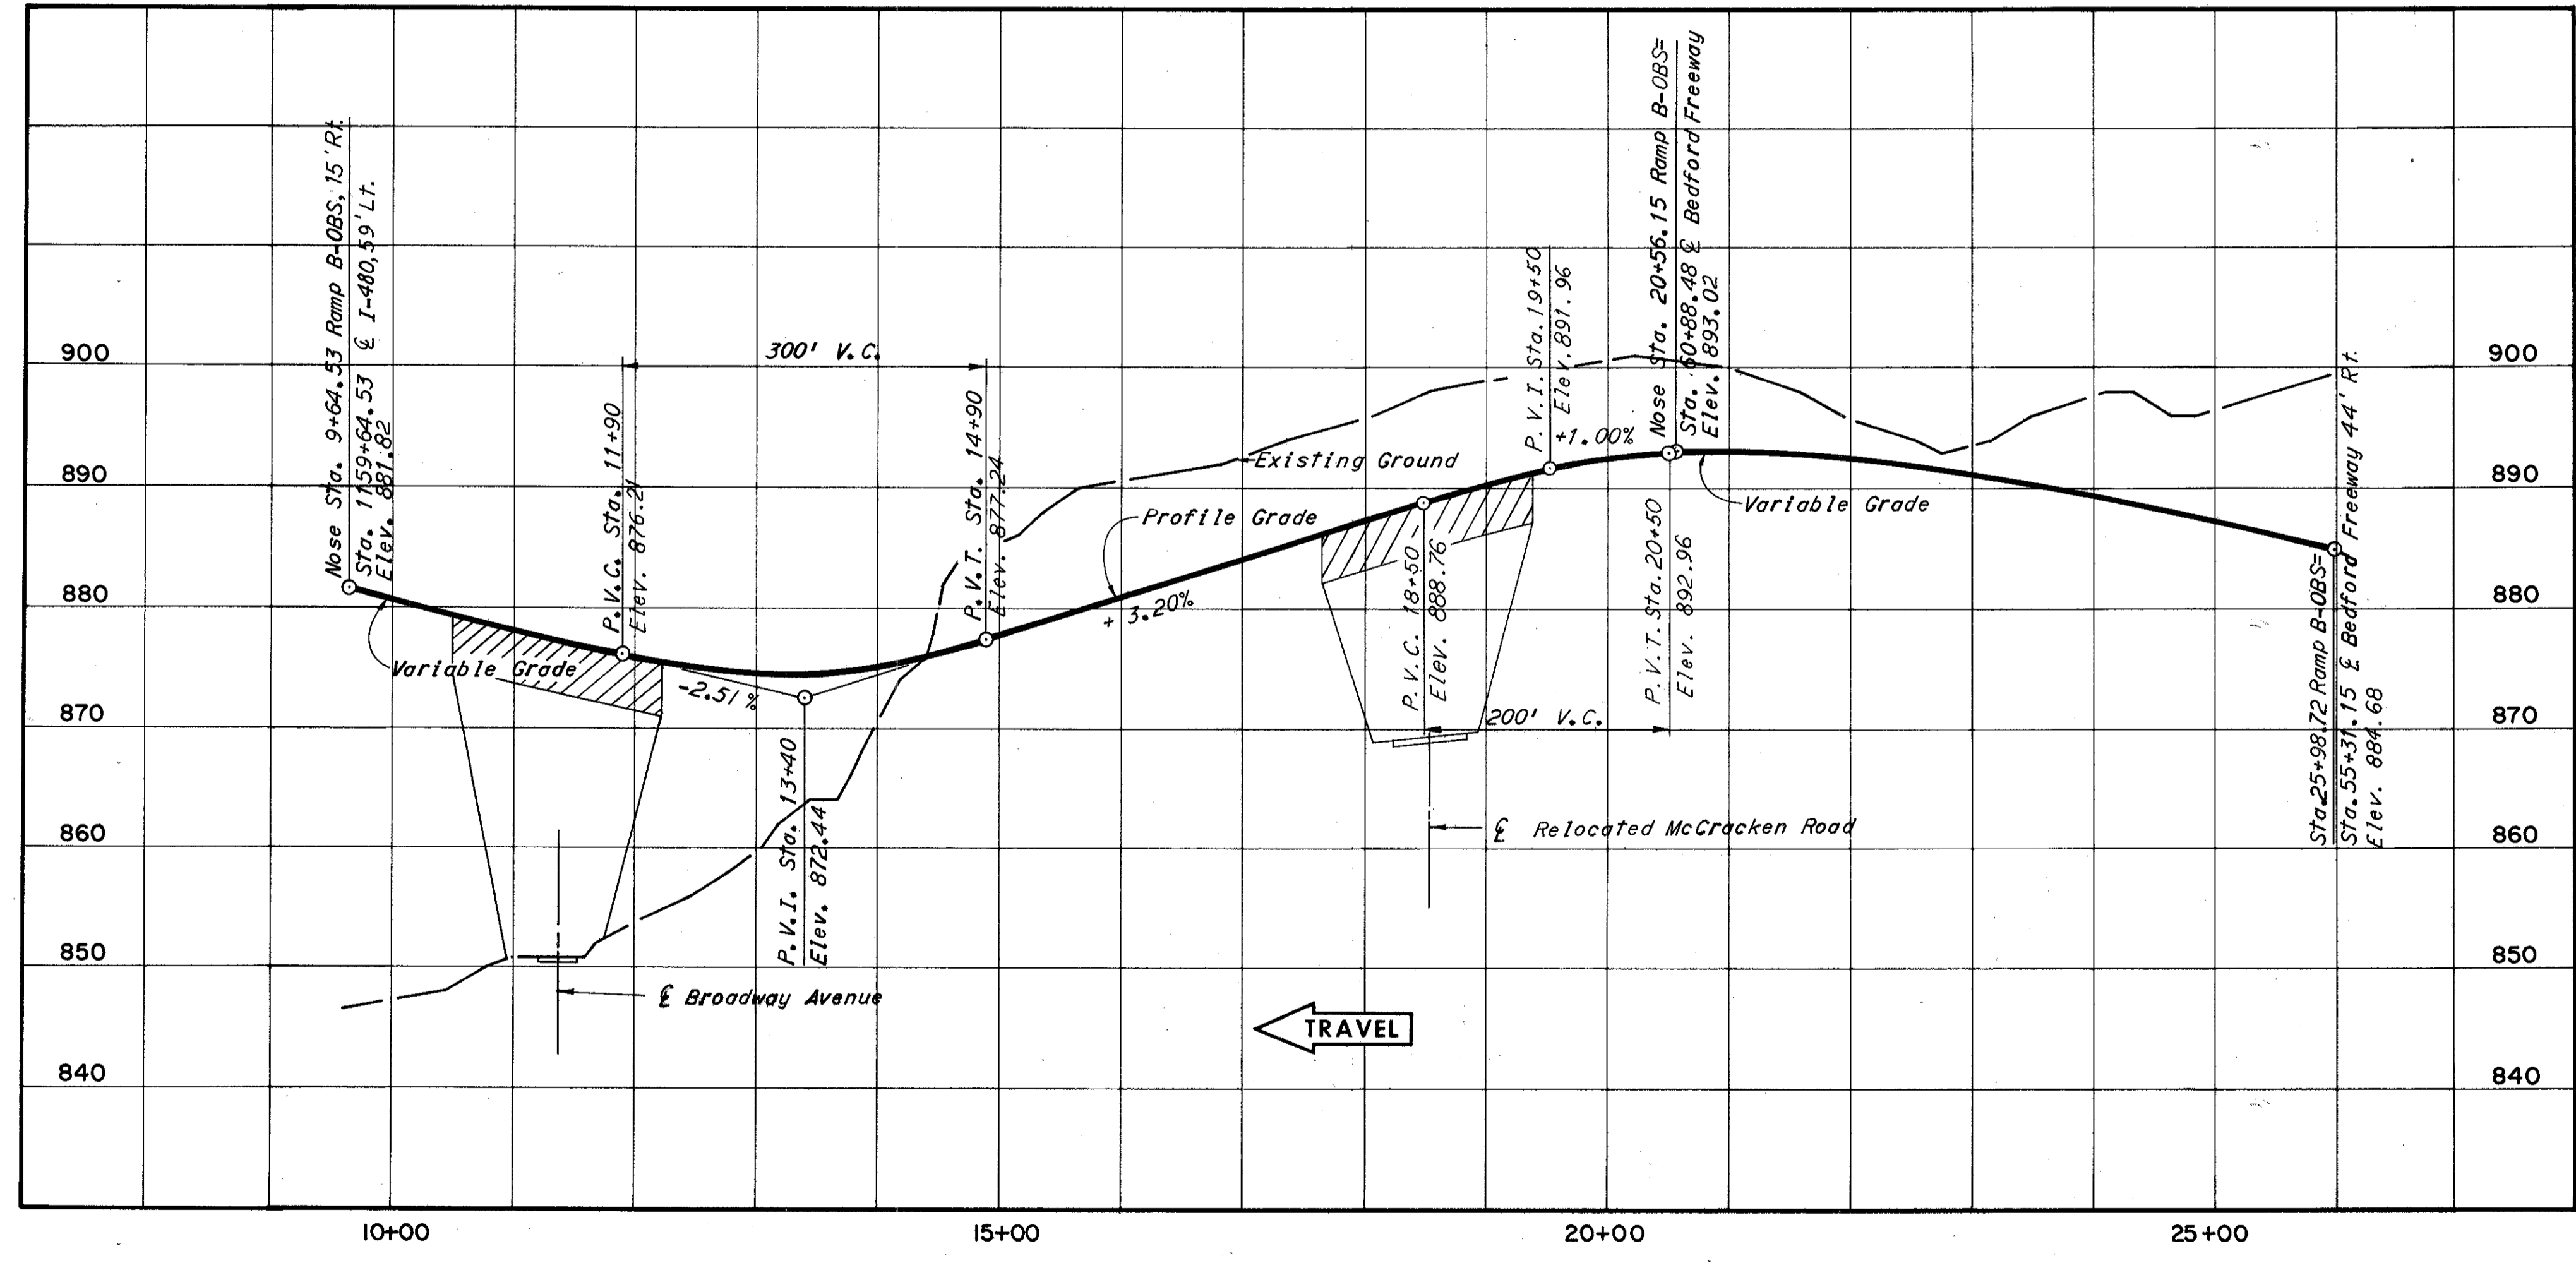 Nose Sta. 9+64.53 Ramp B-OBS, 15' Rt.
Sta. 1159+64.53 ℄ I-480, 59' Lt.
Elev. 881.82
P.V.C. Sta. 11+90
Elev. 876.21
300' V.C.
P.V.T. Sta. 14+90
Elev. 877.24
P.V.I. Sta. 19+50
Elev. 891.96
+1.00%
Nose Sta. 20+56.15 Ramp B-OBS=
Sta. 60+88.48 ℄ Bedford Freeway
Elev. 893.02
900
900
890
890
880
880
870
870
860
860
850
850
840
840
Existing Ground
Profile Grade
+ 3.20%
Variable Grade
Variable Grade
-2.51%
P.V.I. Sta. 13+40
Elev. 872.44
P.V.C. 18+50
Elev. 888.76
P.V.T. Sta. 20+50
Elev. 892.96
200' V.C.
℄ Relocated McCracken Road
Sta. 25+98.72 Ramp B-OBS=
Sta. 55+31.15 ℄ Bedford Freeway 44' Rt.
Elev. 884.68
℄ Broadway Avenue
TRAVEL
10+00
15+00
20+00
25+00